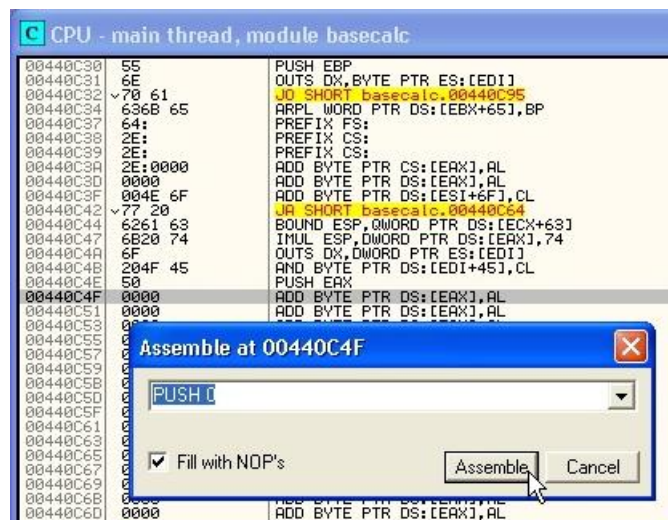 C CPU - main thread, module basecalc
00440C30 55 PUSH EBP
00440C31 6E OUTS DX,BYTE PTR ES:[EDI]
00440C32 70 61 JO SHORT basecalc.00440C95
00440C34 636B 65 ARPL WORD PTR DS:[EBX+65],BP
00440C37 64: PREFIX FS:
00440C38 2E: PREFIX CS:
00440C39 2E: PREFIX CS:
00440C3A 2E:0000 ADD BYTE PTR CS:[EAX],AL
00440C3D 0000 ADD BYTE PTR DS:[EAX],AL
00440C3F 004E 6F ADD BYTE PTR DS:[ESI+6F],CL
00440C42 77 20 JA SHORT basecalc.00440C64
00440C44 6261 63 BOUND ESP,QWORD PTR DS:[ECX+63]
00440C47 6B20 74 IMUL ESP,DWORD PTR DS:[EAX],74
00440C4A 6F OUTS DX,DWORD PTR ES:[EDI]
00440C4B 204F 45 AND BYTE PTR DS:[EDI+45],CL
00440C4E 50 PUSH EAX
00440C4F 0000 ADD BYTE PTR DS:[EAX],AL
00440C51 0000 ADD BYTE PTR DS:[EAX],AL
00440C53
00440C55
Assemble at 00440C4F
00440C57
00440C59
00440C5B
00440C5D
PUSH 0
00440C5F
00440C61
00440C63
00440C65
00440C67
Fill with NOP's
Assemble
Cancel
00440C69
00440C6B
00440C6D 0000 ADD BYTE PTR DS:[EAX],AL